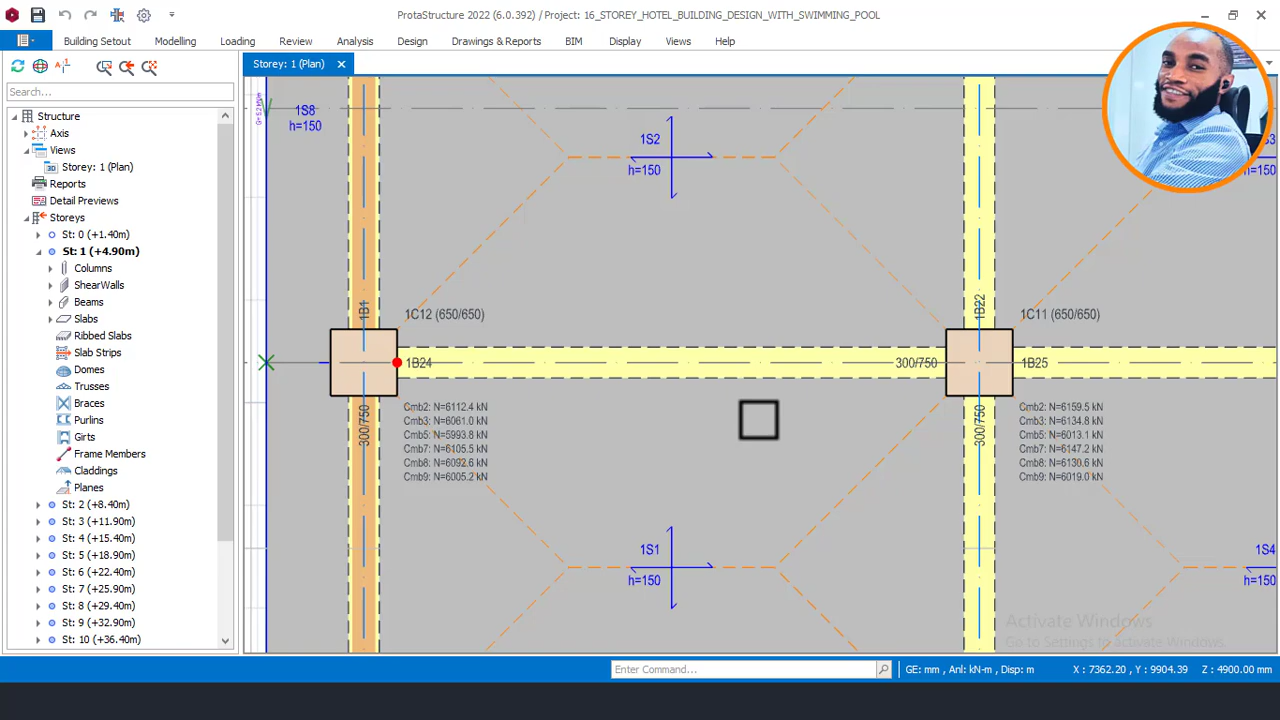 ProtaStructure 2022 (6.0.392) / Project: 16_STOREY_HOTEL_BUILDING_DESIGN_WITH_SWIMMING_POOL
Building Setout Modelling Loading Review Analysis Design Drawings & Reports BIM Display Views Help
Storey: 1 (Plan)
Search...
Structure
Axis
Views
Storey: 1 (Plan)
Reports
Detail Previews
Storeys
St: 0 (+1.40m)
St: 1 (+4.90m)
Columns
ShearWalls
Beams
Slabs
Ribbed Slabs
Slab Strips
Domes
Trusses
Braces
Purlins
Girts
Frame Members
Claddings
Planes
St: 2 (+8.40m)
St: 3 (+11.90m)
St: 4 (+15.40m)
St: 5 (+18.90m)
St: 6 (+22.40m)
St: 7 (+25.90m)
St: 8 (+29.40m)
St: 9 (+32.90m)
St: 10 (+36.40m)
1S8
h=150
1S2
h=150
h=150
1B1
1C12 (650/650)
1B22
1C11 (650/650)
1B24
300/750
1B25
300/750
Cmb2: N=6112.4 kN
Cmb3: N=6061.0 kN
Cmb5: N=5993.8 kN
Cmb7: N=6105.5 kN
Cmb8: N=6092.6 kN
Cmb9: N=6005.2 kN
300/750
Cmb2: N=6159.5 kN
Cmb3: N=6134.8 kN
Cmb5: N=6013.1 kN
Cmb7: N=6147.2 kN
Cmb8: N=6130.6 kN
Cmb9: N=6019.0 kN
1S1
h=150
1S4
h=150
Activate Windows
Go to Settings to activate Windows.
Enter Command...
GE: mm, Anl: kN-m, Disp: m
X : 7362.20 , Y : 9904.39
Z : 4900.00 mm